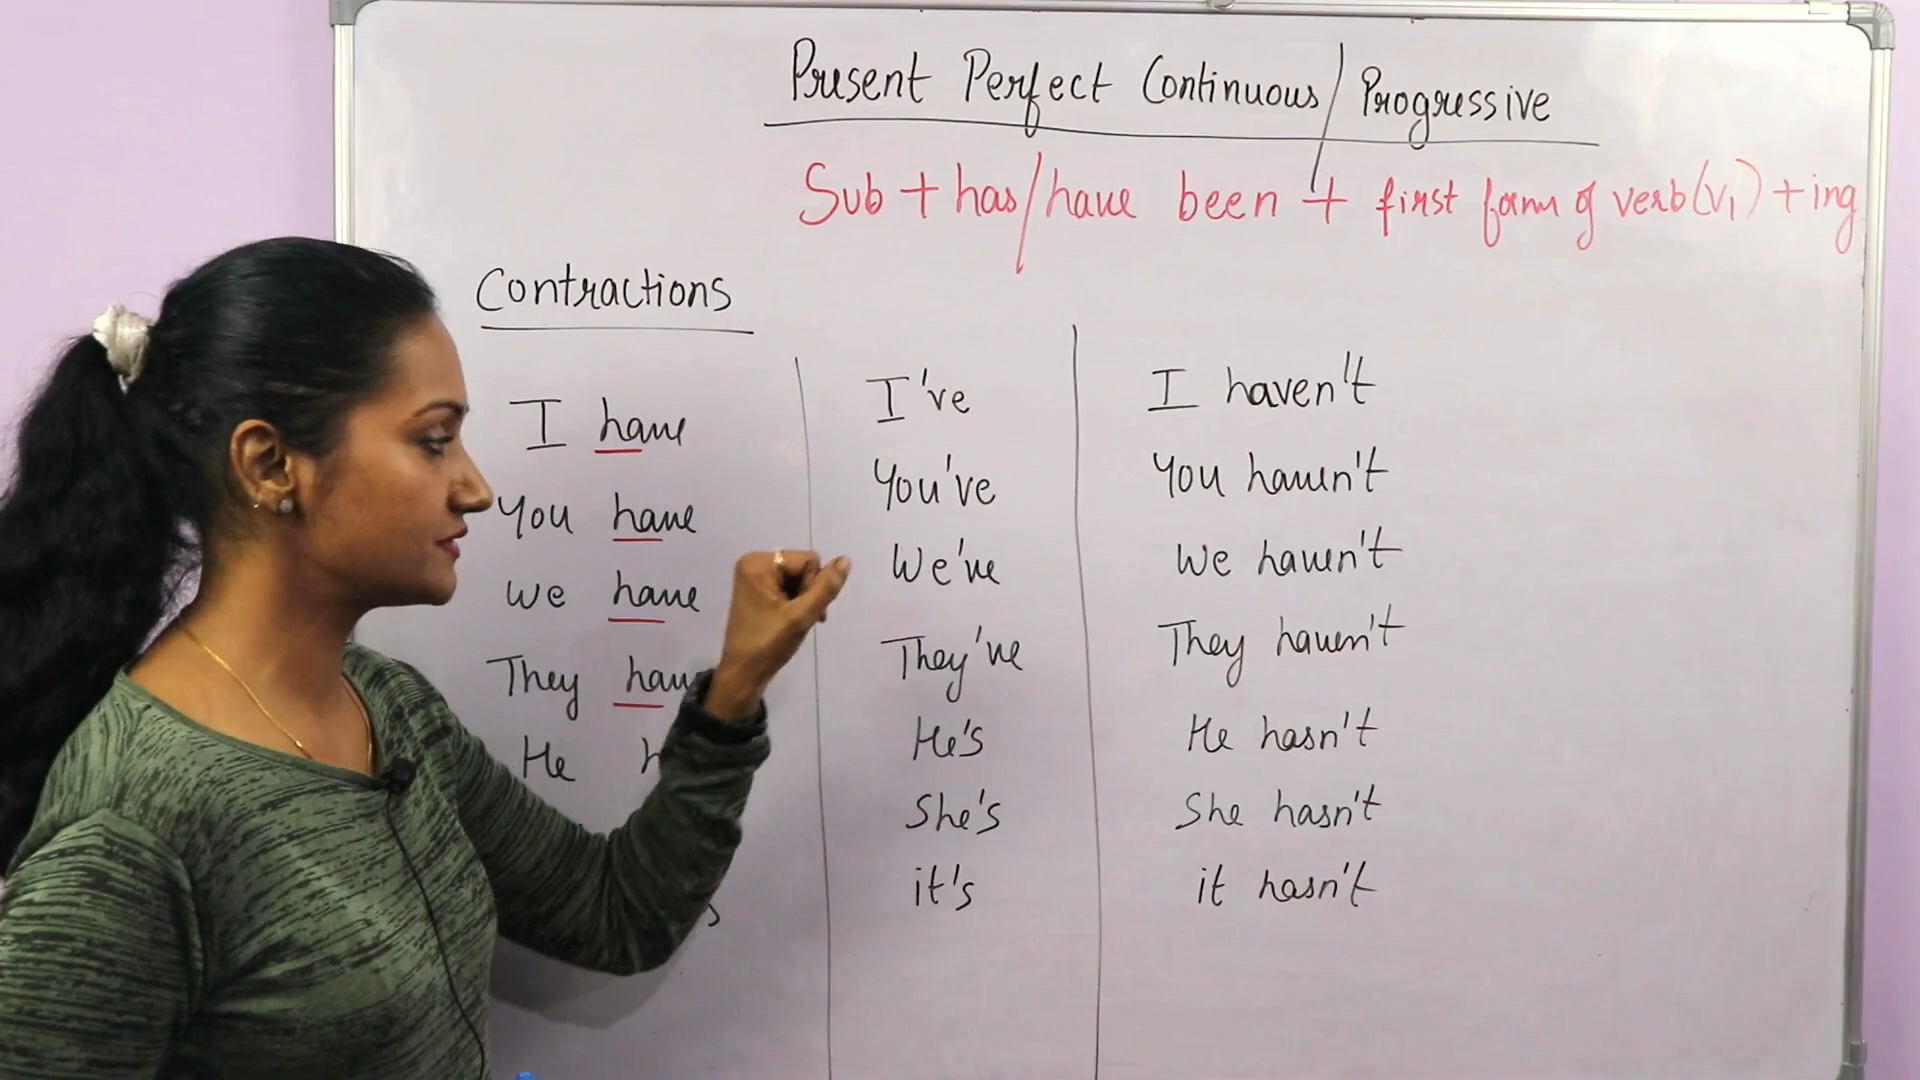 Present Perfect Continuous / Progressive
Sub + has/have been + first form of verb (V1) + ing
Contractions
I have I've I haven't
You have You've You haven't
We have We've We haven't
They They've They haven't
He He's He hasn't
She's She hasn't
it's it hasn't